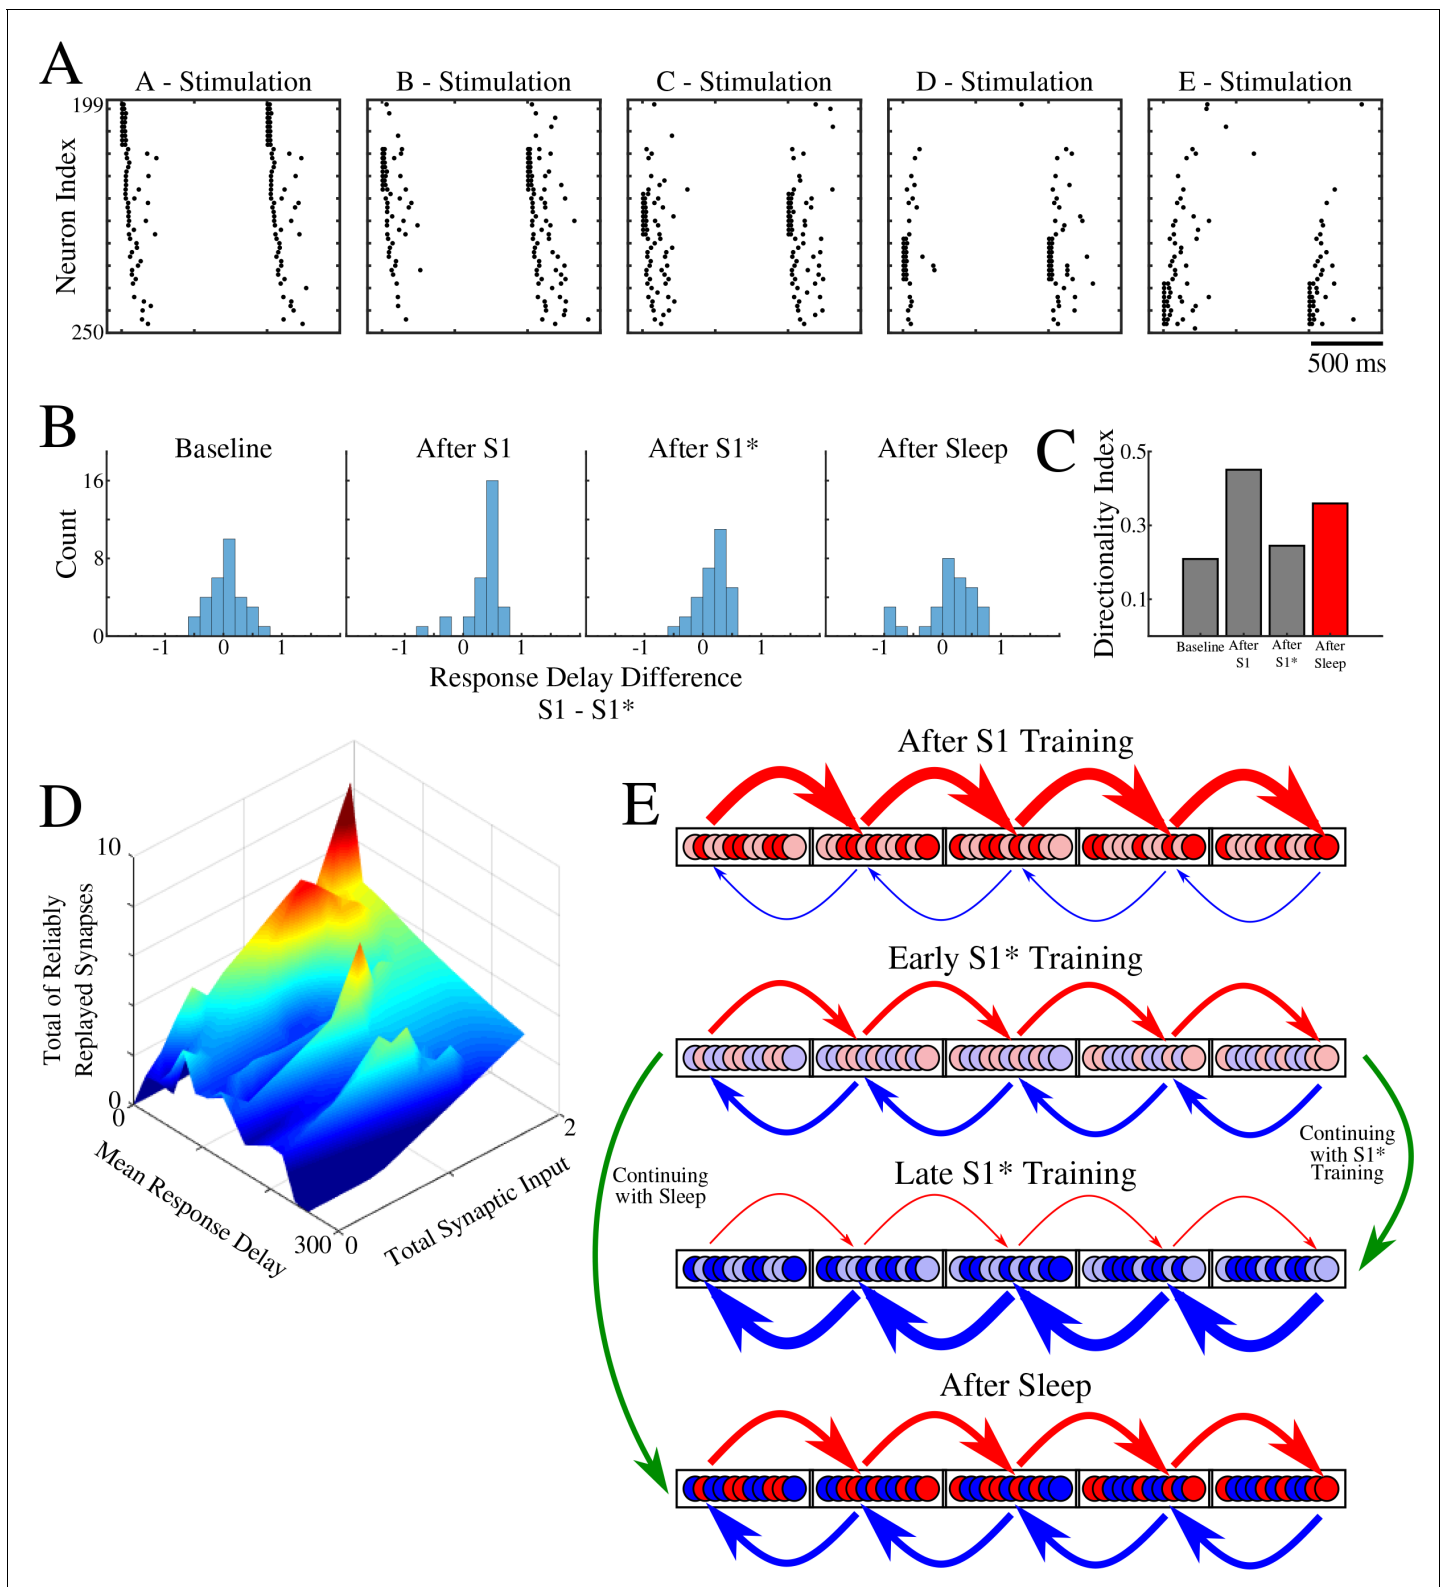 A
A - Stimulation
B - Stimulation
C - Stimulation
D - Stimulation
E - Stimulation
199
Neuron Index
250
500 ms
B
Baseline
After S1
After S1*
After Sleep
16
Count
8
0
-1 0 1
-1 0 1
-1 0 1
-1 0 1
Response Delay Difference
S1 - S1*
C
Directionality Index
0.5
0.3
0.1
Baseline
After
S1
After
S1*
After
Sleep
D
10
Total of Reliably
Replayed Synapses
0
0
Mean Response Delay
300
0
Total Synaptic Input
2
E
After S1 Training
Early S1* Training
Continuing
with Sleep
Continuing
with S1*
Training
Late S1* Training
After Sleep